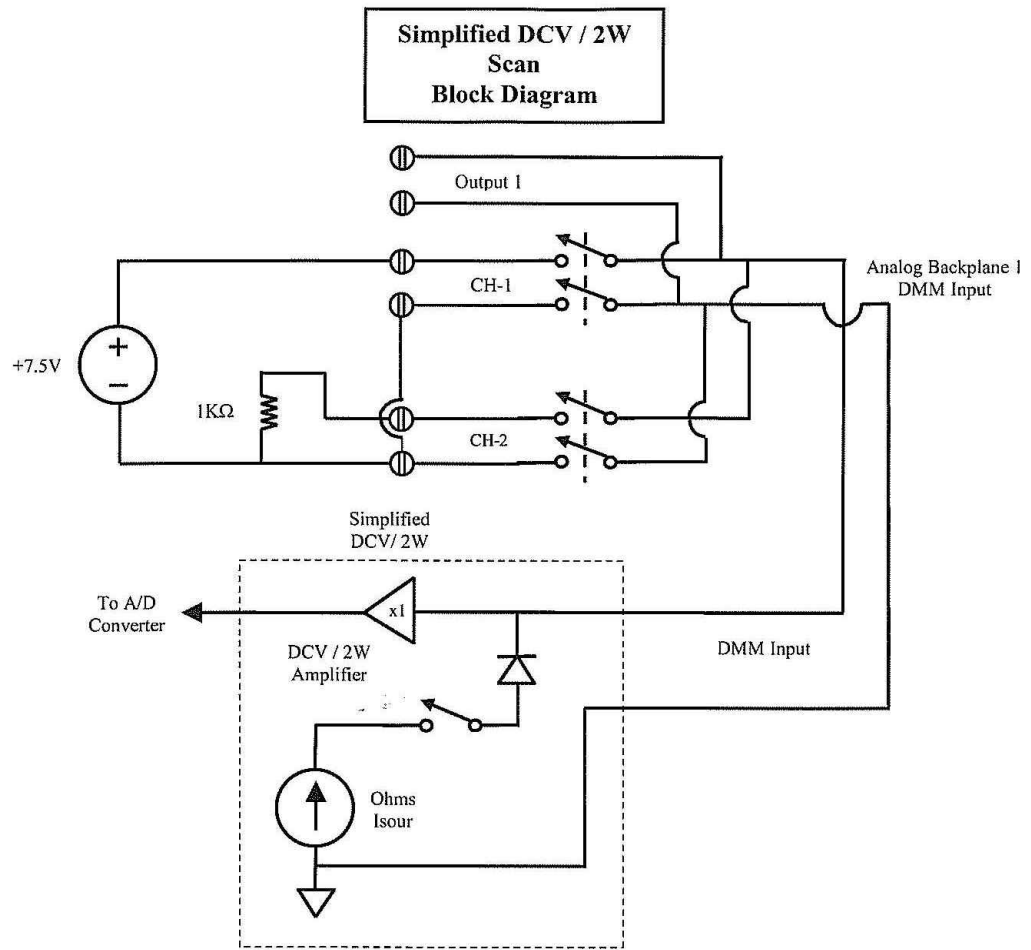 Simplified DCV / 2W
Scan
Block Diagram
Output 1
CH-1
Analog Backplane 1
DMM Input
+7.5V
+
−
1KΩ
CH-2
Simplified
DCV/ 2W
To A/D
Converter
x1
DCV / 2W
Amplifier
DMM Input
Ohms
Isour